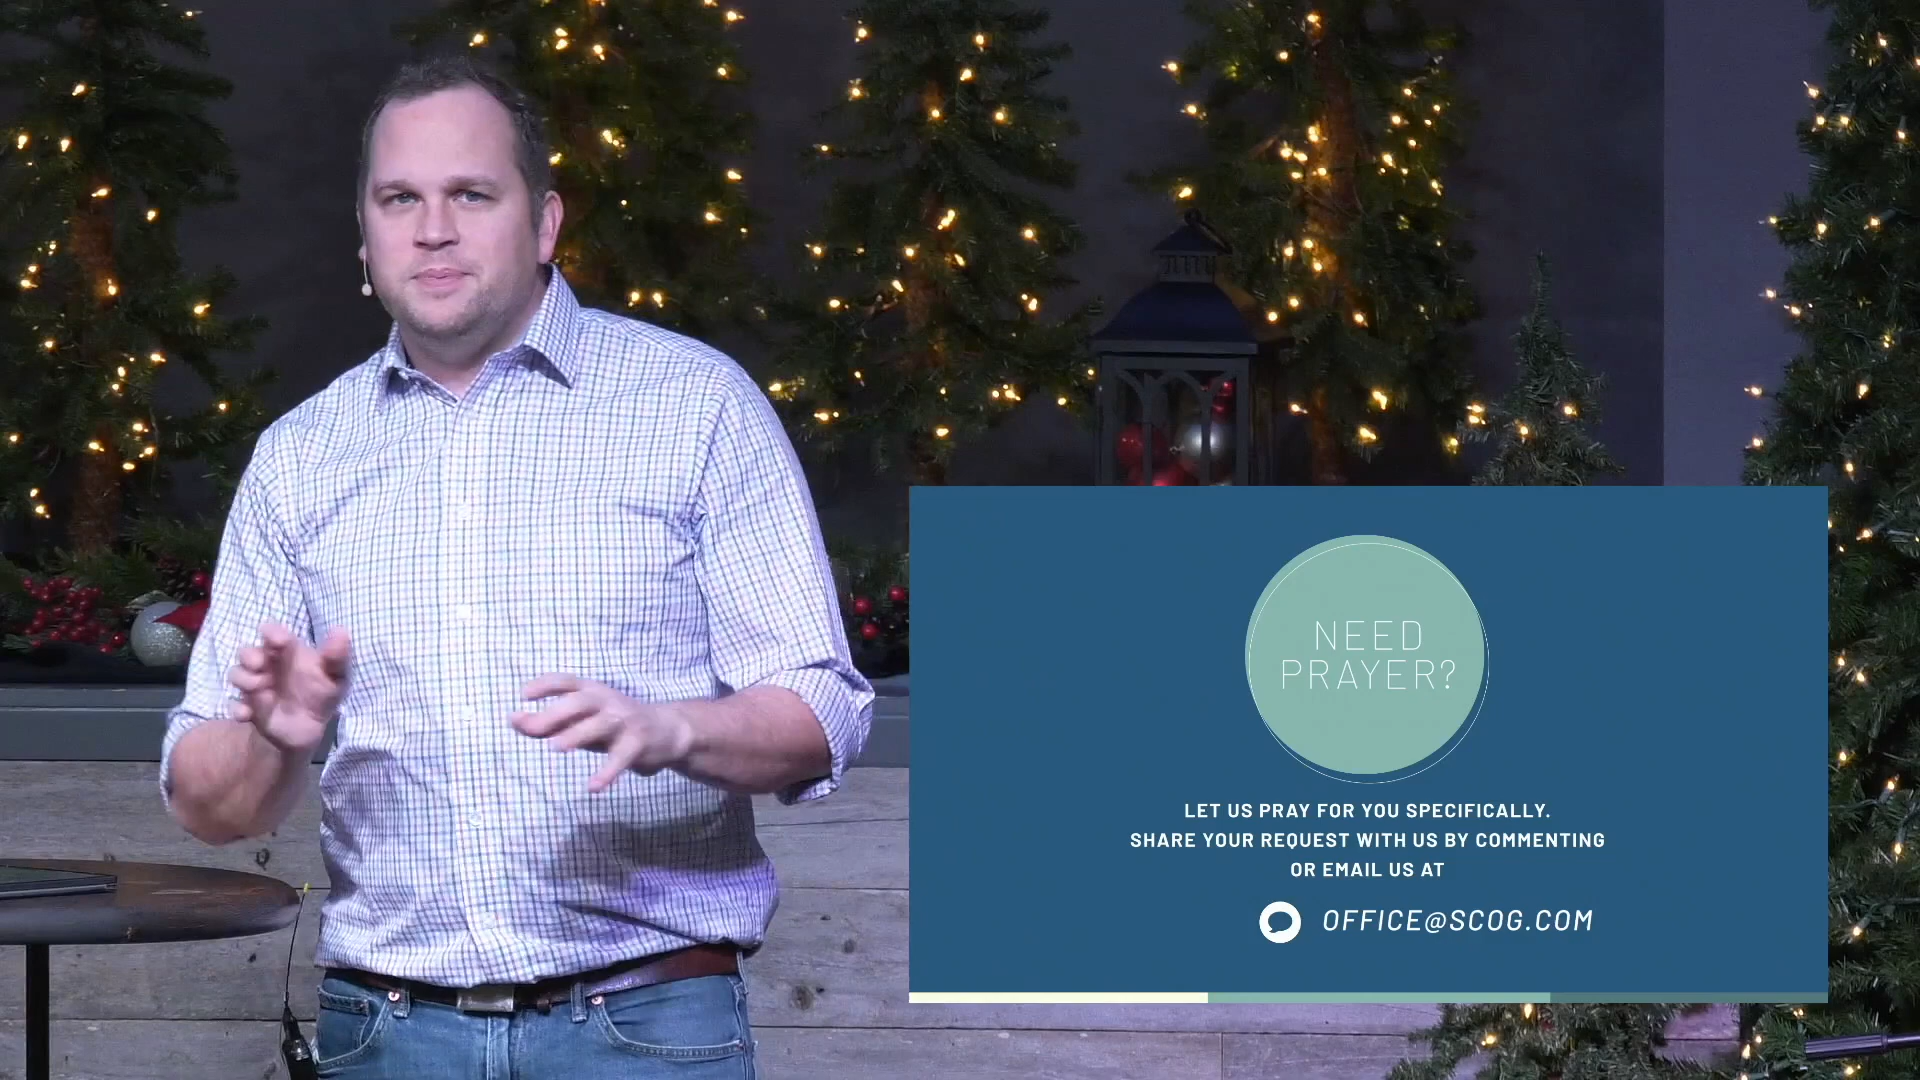 NEED
PRAYER?
LET US PRAY FOR YOU SPECIFICALLY.
SHARE YOUR REQUEST WITH US BY COMMENTING
OR EMAIL US AT
OFFICE@SCOG.COM